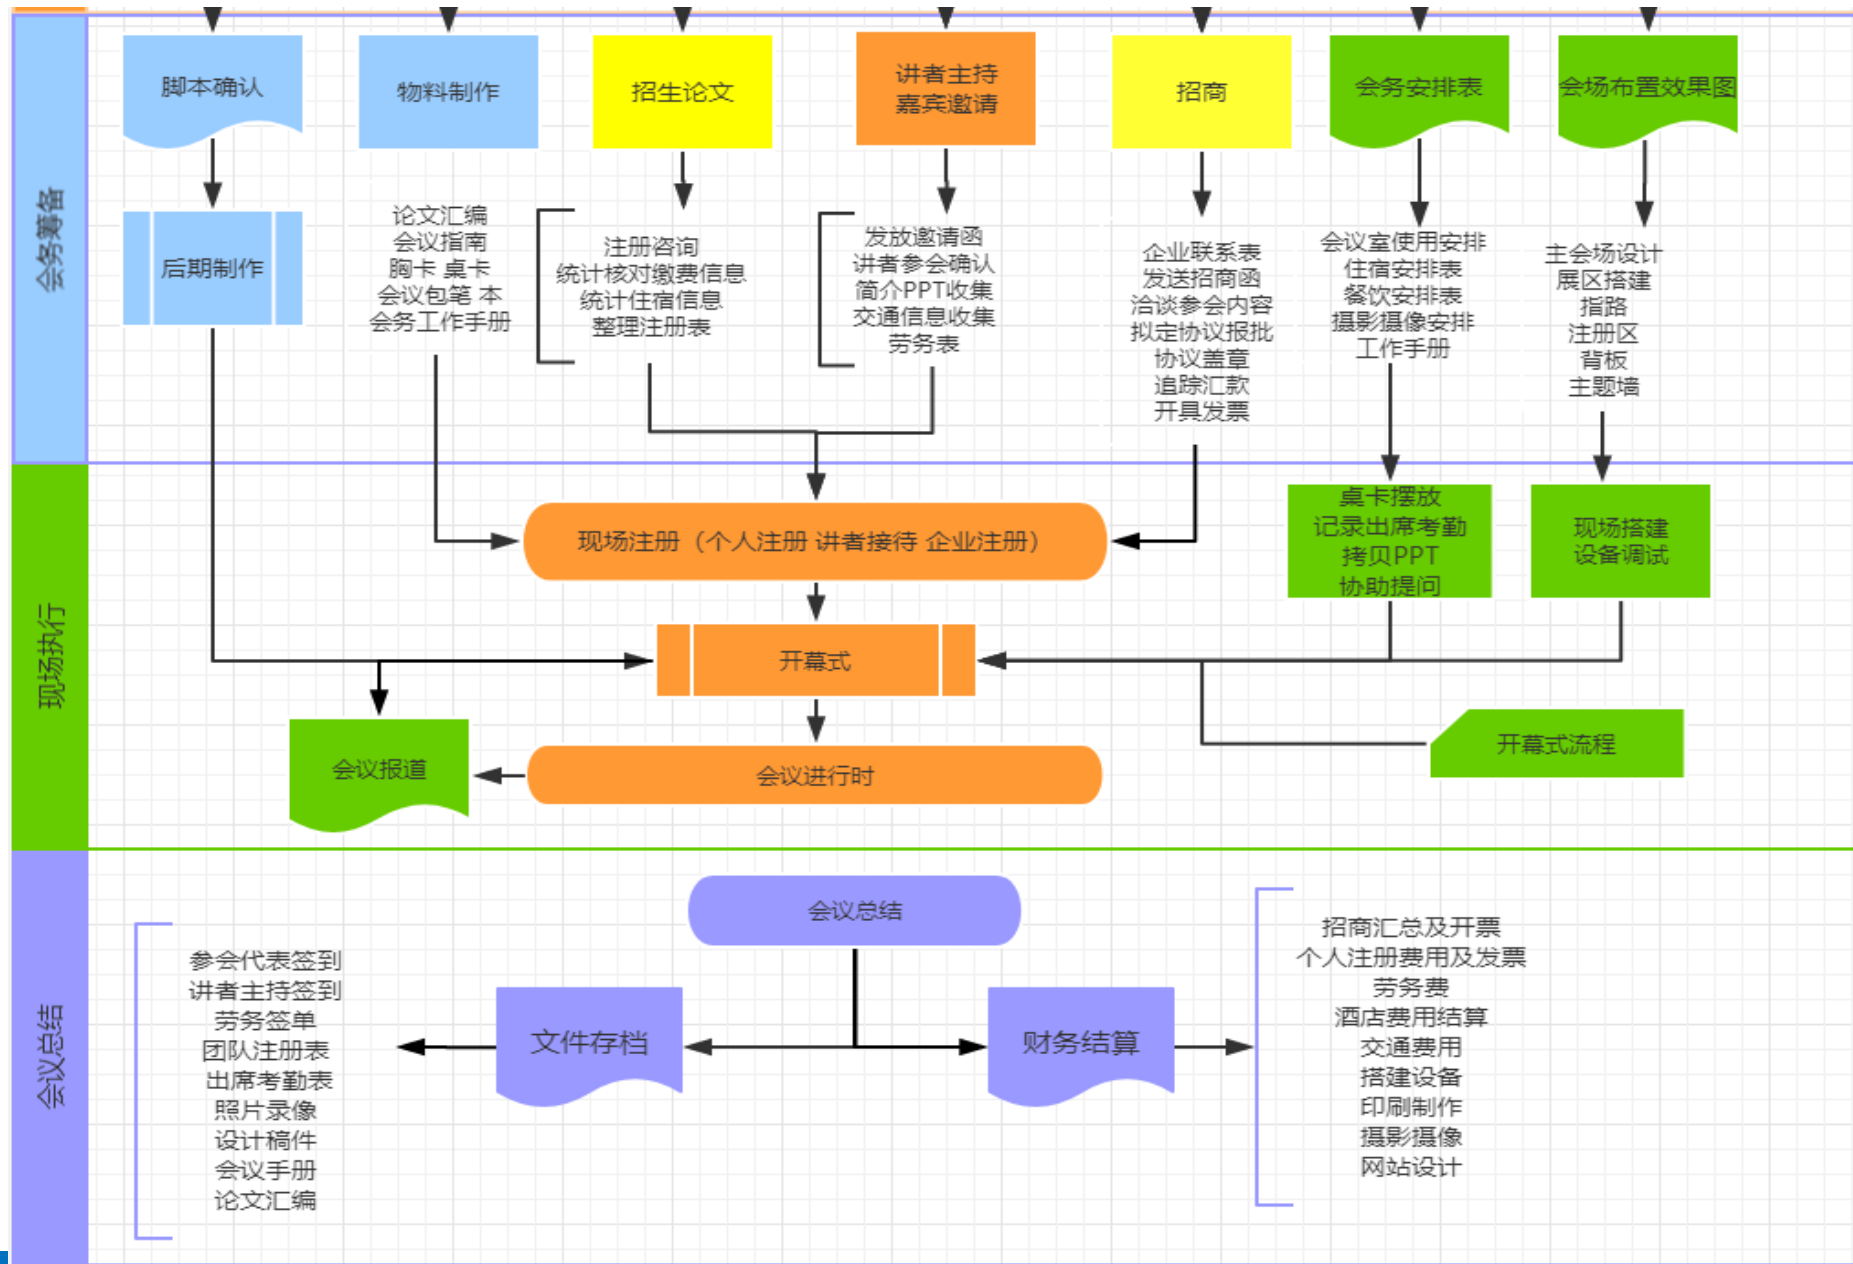 会务筹备
脚本确认
物料制作
招生论文
讲者主持
嘉宾邀请
招商
会务安排表
会场布置效果图
后期制作
论文汇编
会议指南
胸卡 桌卡
会议包笔 本
会务工作手册
注册咨询
统计核对缴费信息
统计住宿信息
整理注册表
发放邀请函
讲者参会确认
简介PPT收集
交通信息收集
劳务表
企业联系表
发送招商函
洽谈参会内容
拟定协议报批
协议盖章
追踪汇款
开具发票
会议室使用安排
住宿安排表
餐饮安排表
摄影摄像安排
工作手册
主会场设计
展区搭建
指路
注册区
背板
主题墙
现场执行
现场注册（个人注册 讲者接待 企业注册）
桌卡摆放
记录出席考勤
拷贝PPT
协助提问
现场搭建
设备调试
开幕式
开幕式流程
会议报道
会议进行时
会议总结
会议总结
文件存档
财务结算
参会代表签到
讲者主持签到
劳务签单
团队注册表
出席考勤表
照片录像
设计稿件
会议手册
论文汇编
招商汇总及开票
个人注册费用及发票
劳务费
酒店费用结算
交通费用
搭建设备
印刷制作
摄影摄像
网站设计